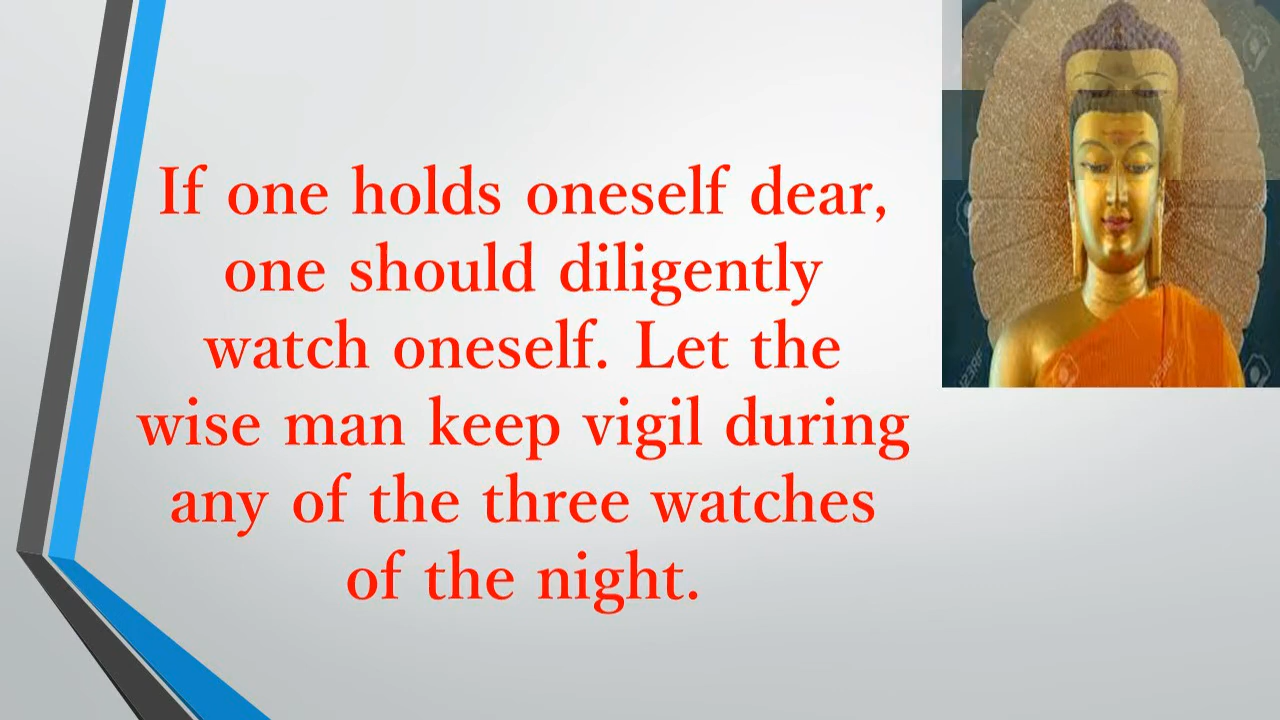 If one holds oneself dear,
one should diligently
watch oneself. Let the
wise man keep vigil during
any of the three watches
of the night.